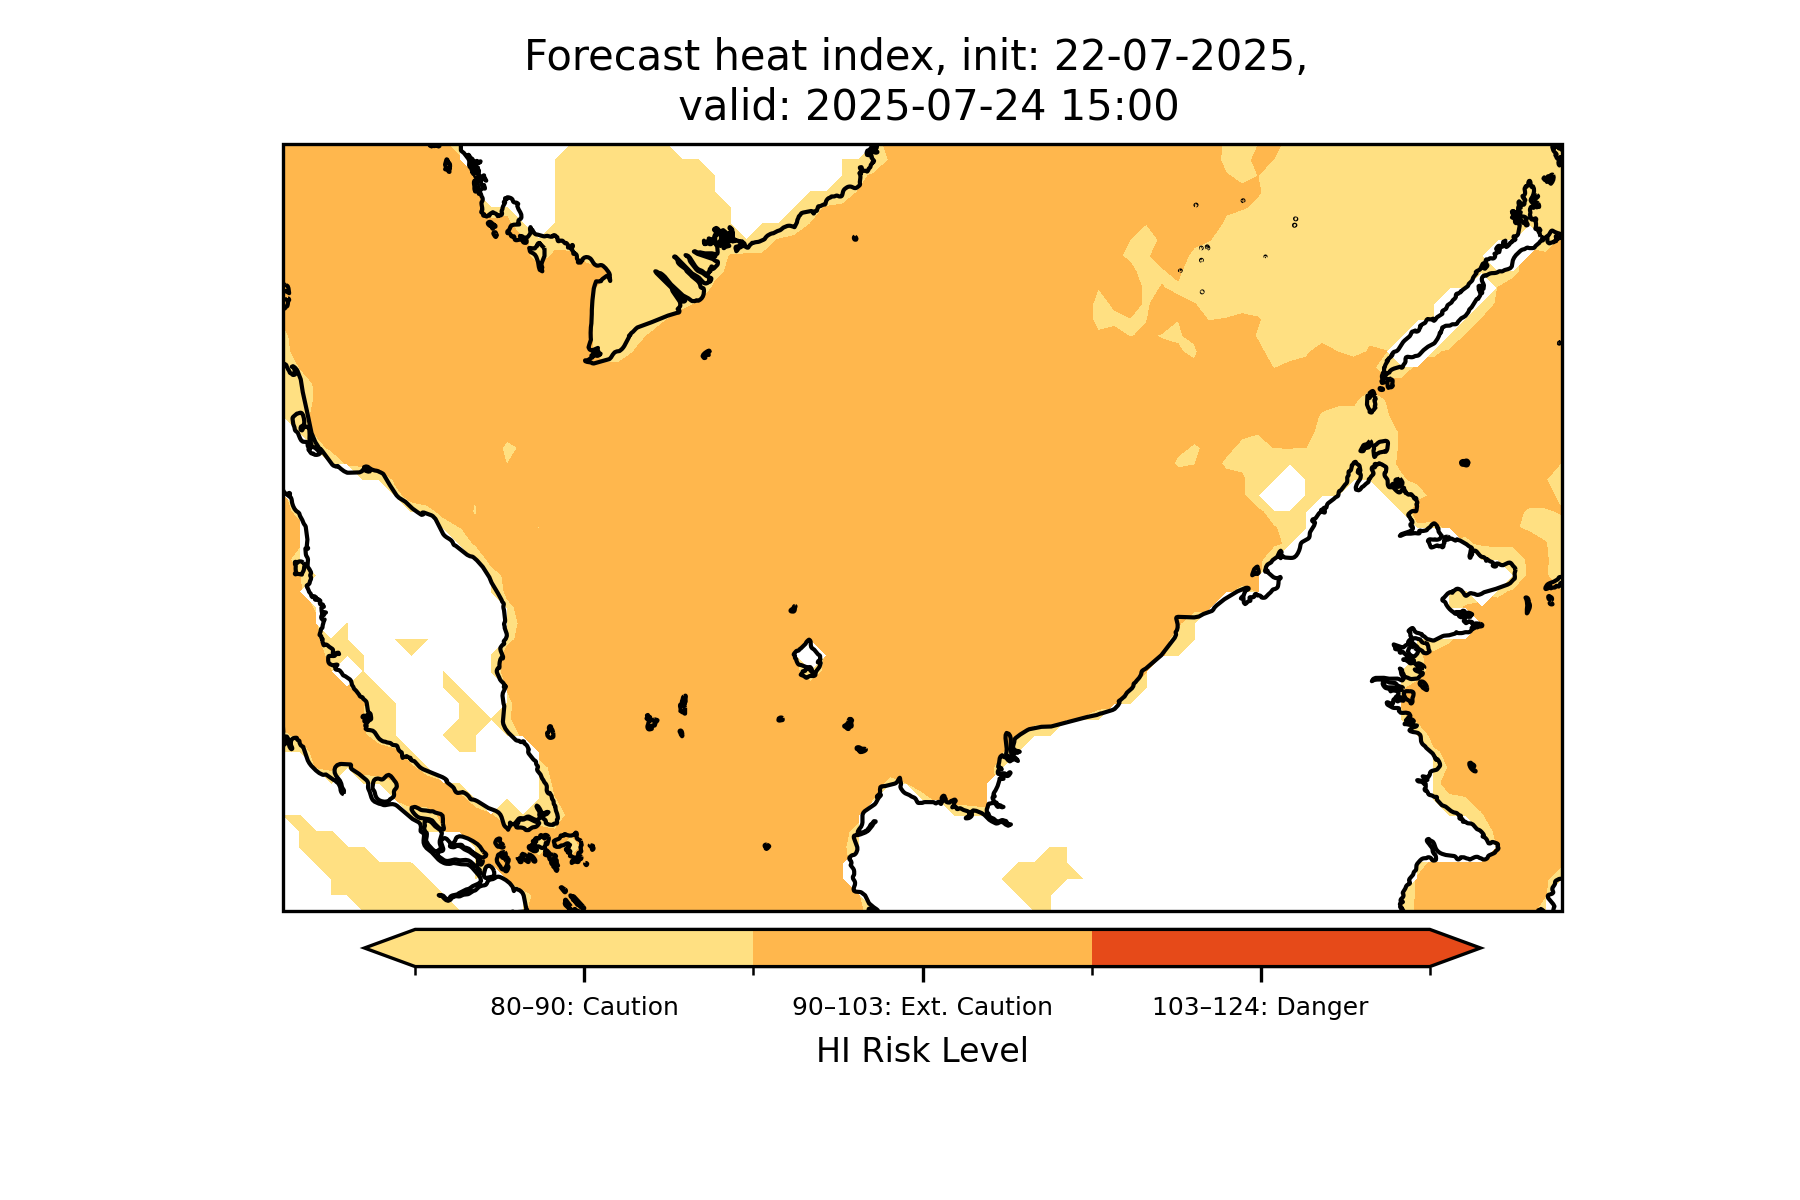 Forecast heat index, init: 22-07-2025,
valid: 2025-07-24 15:00
80–90: Caution
90–103: Ext. Caution
103–124: Danger
HI Risk Level